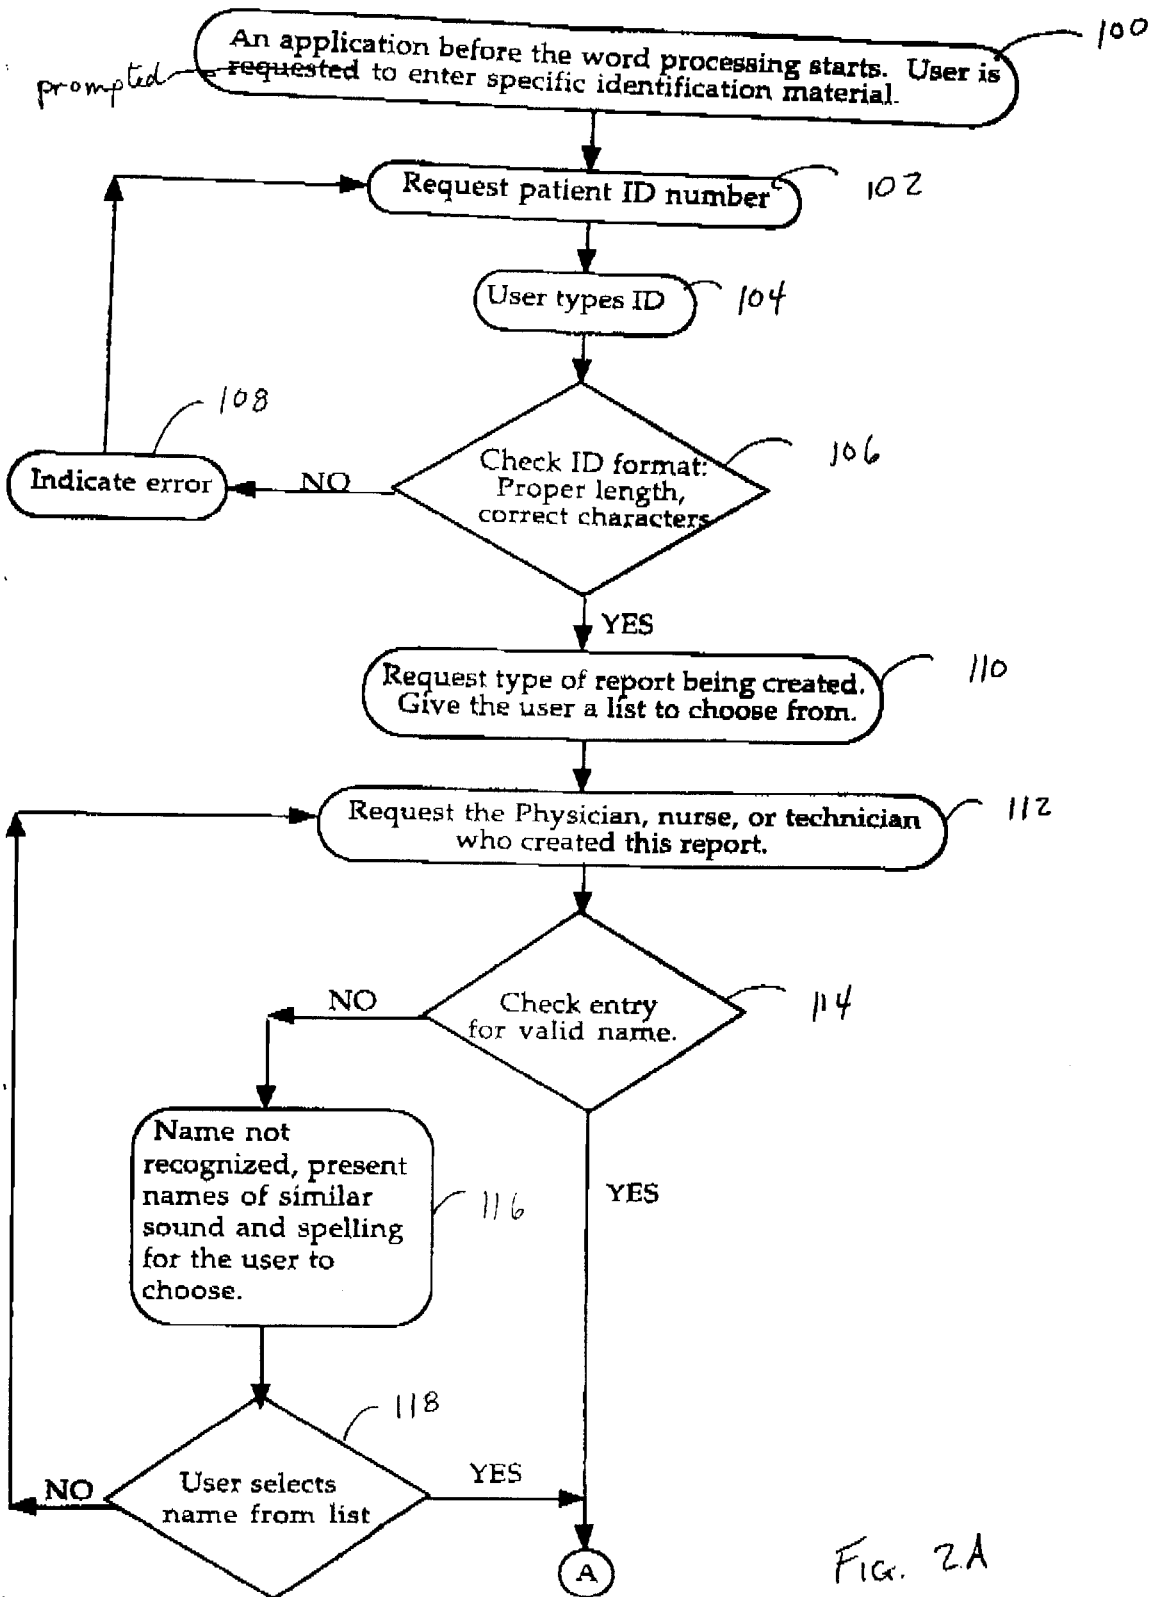 An application before the word processing starts. User is
requested to enter specific identification material.
100
prompted
Request patient ID number
102
User types ID
104
108
Check ID format:
Proper length,
correct characters
106
Indicate error
NO
YES
Request type of report being created.
Give the user a list to choose from.
110
Request the Physician, nurse, or technician
who created this report.
112
NO
Check entry
for valid name.
114
Name not
recognized, present
names of similar
sound and spelling
for the user to
choose.
116
YES
118
NO
User selects
name from list
YES
A
FIG. 2A